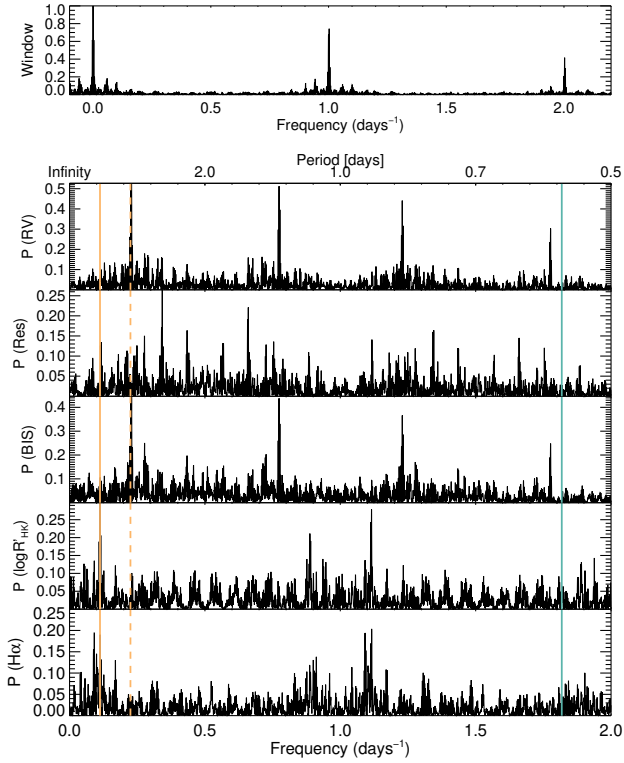 1.0
0.8
0.6
0.4
0.2
0.0
Window
0.0 0.5 1.0 1.5 2.0
Frequency (days⁻¹)
Period [days]
Infinity 2.0 1.0 0.7 0.5
0.5
0.4
0.3
0.2
0.1
P (RV)
0.25
0.20
0.15
0.10
0.05
P (Res)
0.4
0.3
0.2
0.1
P (BIS)
0.25
0.20
0.15
0.10
0.05
P (logR'HK)
0.25
0.20
0.15
0.10
0.05
0.00
P (Hα)
0.0 0.5 1.0 1.5 2.0
Frequency (days⁻¹)